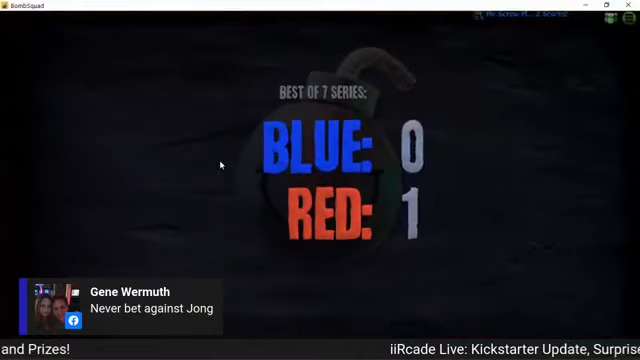 BombSquad
BEST OF 7 SERIES:
BLUE: 0
RED: 1
Gene Wermuth
Never bet against Jong
and Prizes!
iiRcade Live: Kickstarter Update, Surprise